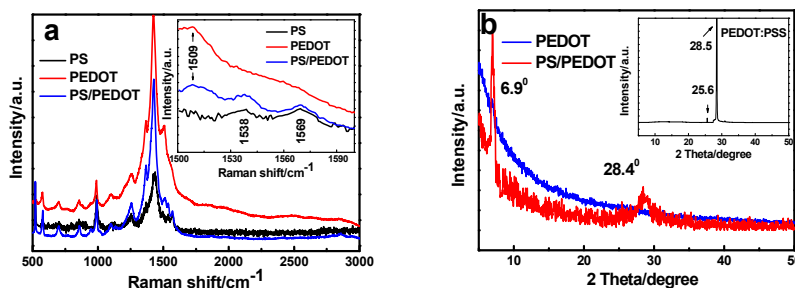 a
PS
PEDOT
PS/PEDOT
Intensity/a.u.
Raman shift/cm-1
500 1000 1500 2000 2500 3000
1509
PS
PEDOT
PS/PEDOT
1538
1569
Intensity/a.u.
1500 1530 1560 1590
Raman shift/cm-1
b
PEDOT
PS/PEDOT
6.9⁰
28.4⁰
Intensity/a.u.
10 20 30 40 50
2 Theta/degree
PEDOT:PSS
28.5
25.6
Intensity/a.u.
10 20 30 40 50
2 Theta/degree